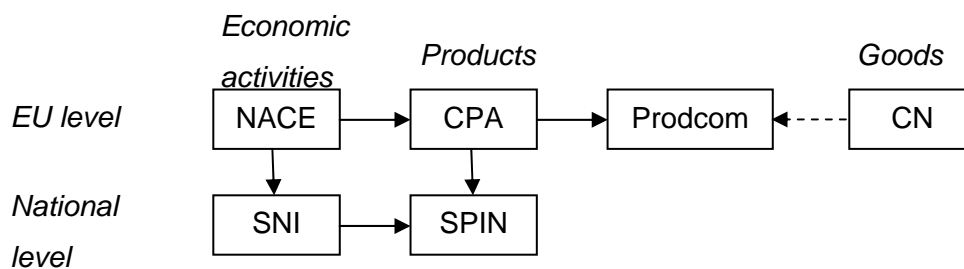 Economic
activities
Products
Goods
EU level
NACE
CPA
Prodcom
CN
National
level
SNI
SPIN